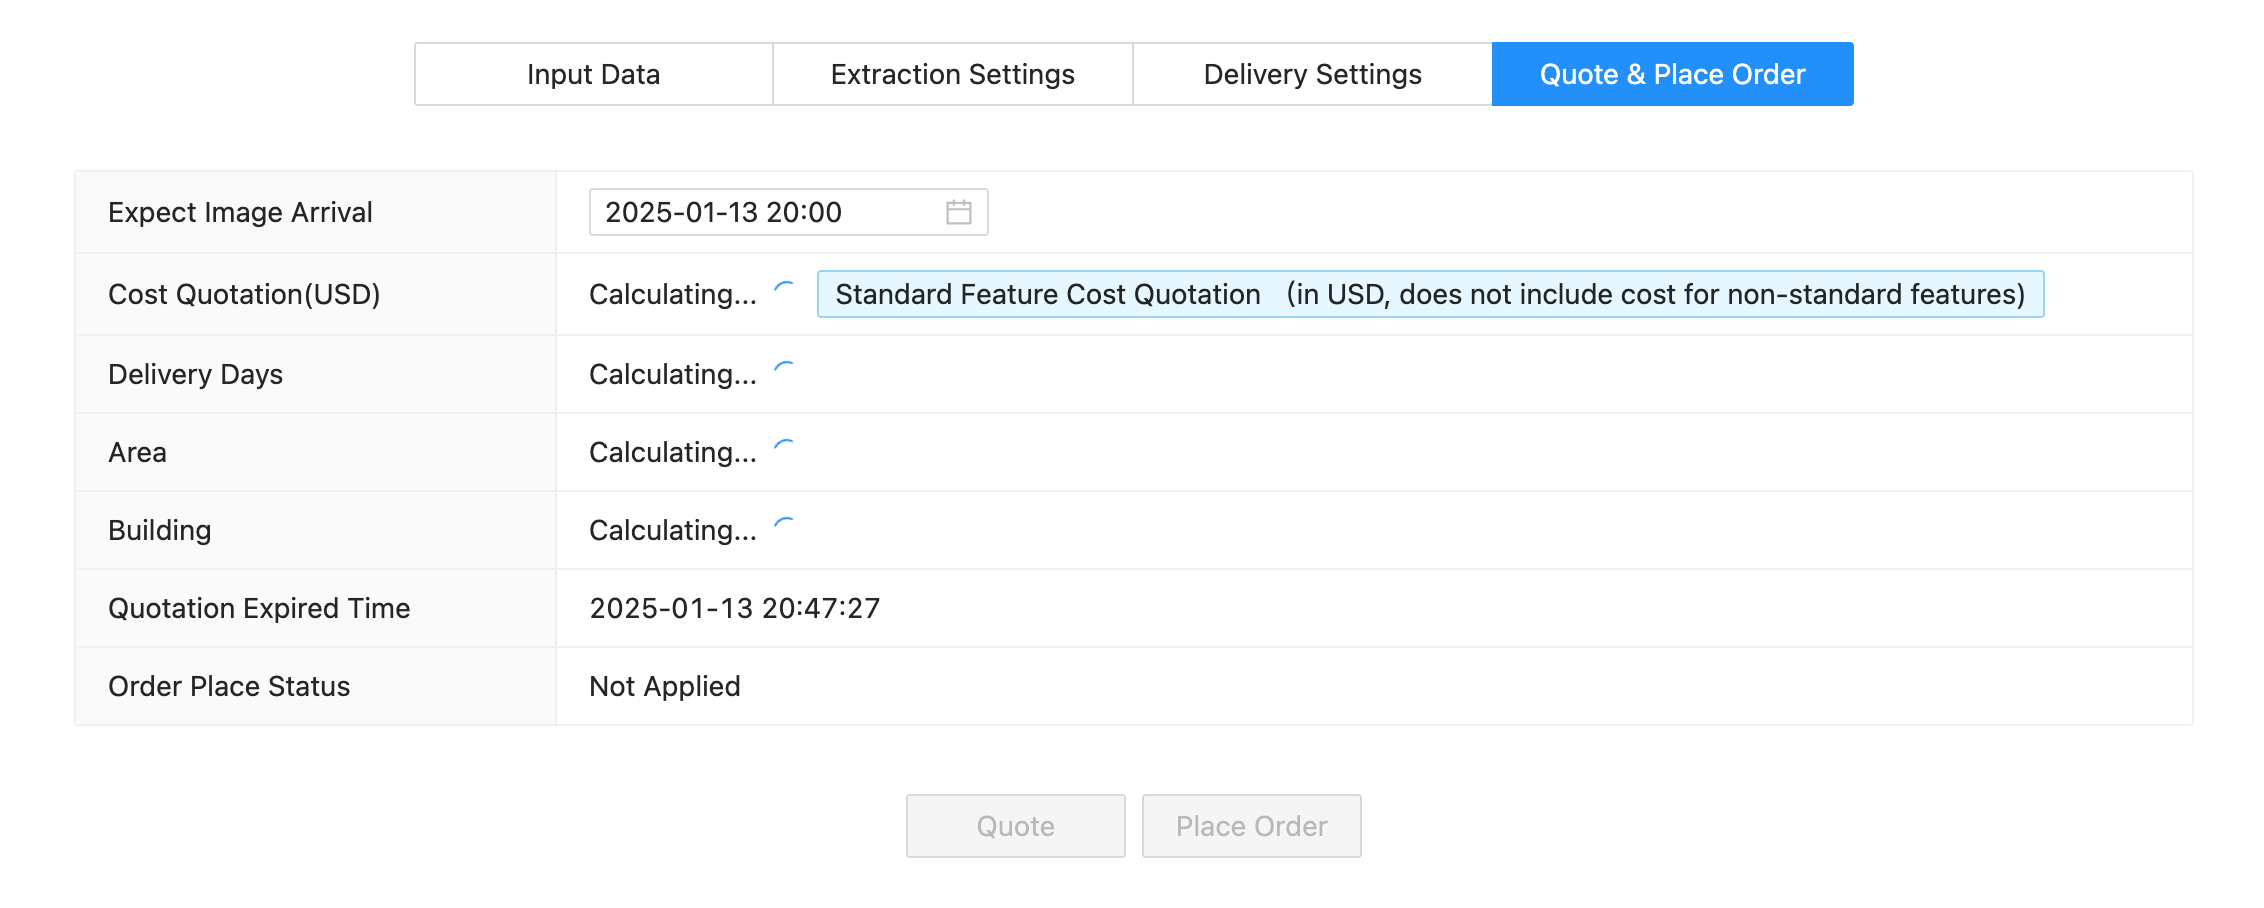 Input Data
Extraction Settings
Delivery Settings
Quote & Place Order
Expect Image Arrival
2025-01-13 20:00
Cost Quotation(USD)
Calculating...
Standard Feature Cost Quotation (in USD, does not include cost for non-standard features)
Delivery Days
Calculating...
Area
Calculating...
Building
Calculating...
Quotation Expired Time
2025-01-13 20:47:27
Order Place Status
Not Applied
Quote
Place Order